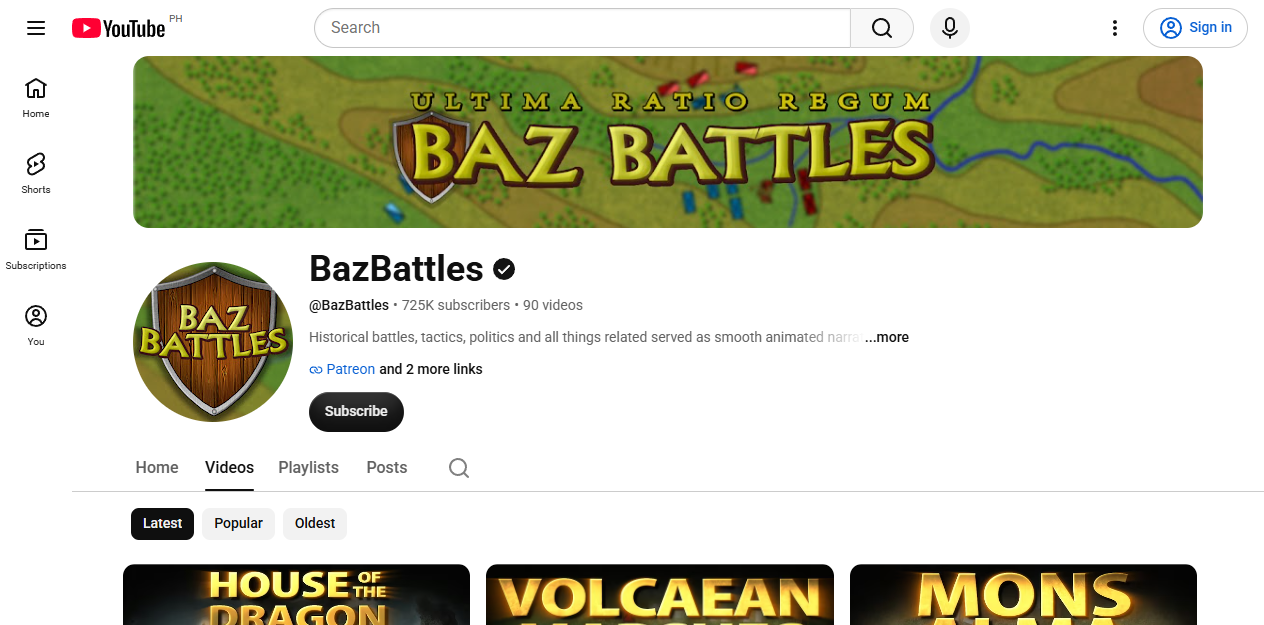 YouTube PH
Search
Sign in
Home
Shorts
Subscriptions
You
ULTIMA RATIO REGUM
BAZ BATTLES
BAZ
BATTLES
BazBattles
@BazBattles • 725K subscribers • 90 videos
Historical battles, tactics, politics and all things related served as smooth animated narra ...more
Patreon and 2 more links
Subscribe
Home Videos Playlists Posts
Latest Popular Oldest
HOUSE OF THE
DRAGON
VOLCAEAN
MONS